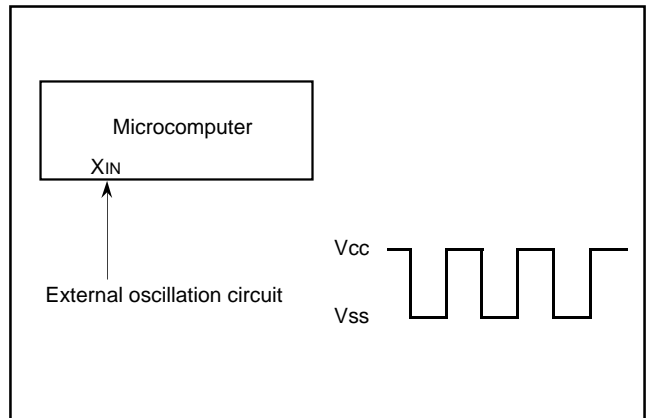 Microcomputer
XIN
External oscillation circuit
Vcc
Vss